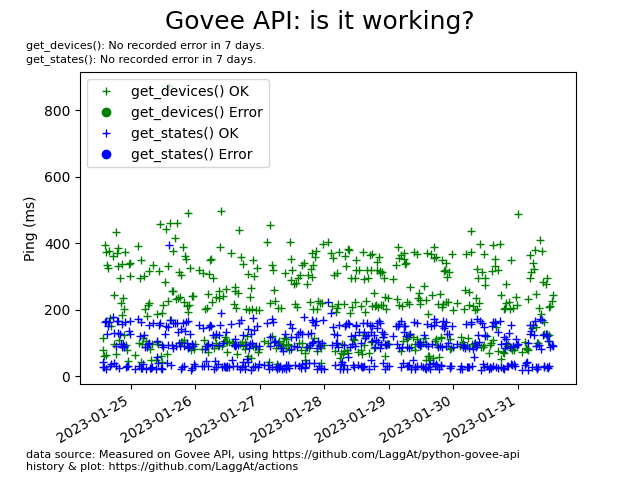 Govee API: is it working?
get_devices(): No recorded error in 7 days.
get_states(): No recorded error in 7 days.
get_devices() OK
get_devices() Error
get_states() OK
get_states() Error
Ping (ms)
800
600
400
200
0
2023-01-25
2023-01-26
2023-01-27
2023-01-28
2023-01-29
2023-01-30
2023-01-31
data source: Measured on Govee API, using https://github.com/LaggAt/python-govee-api
history & plot: https://github.com/LaggAt/actions